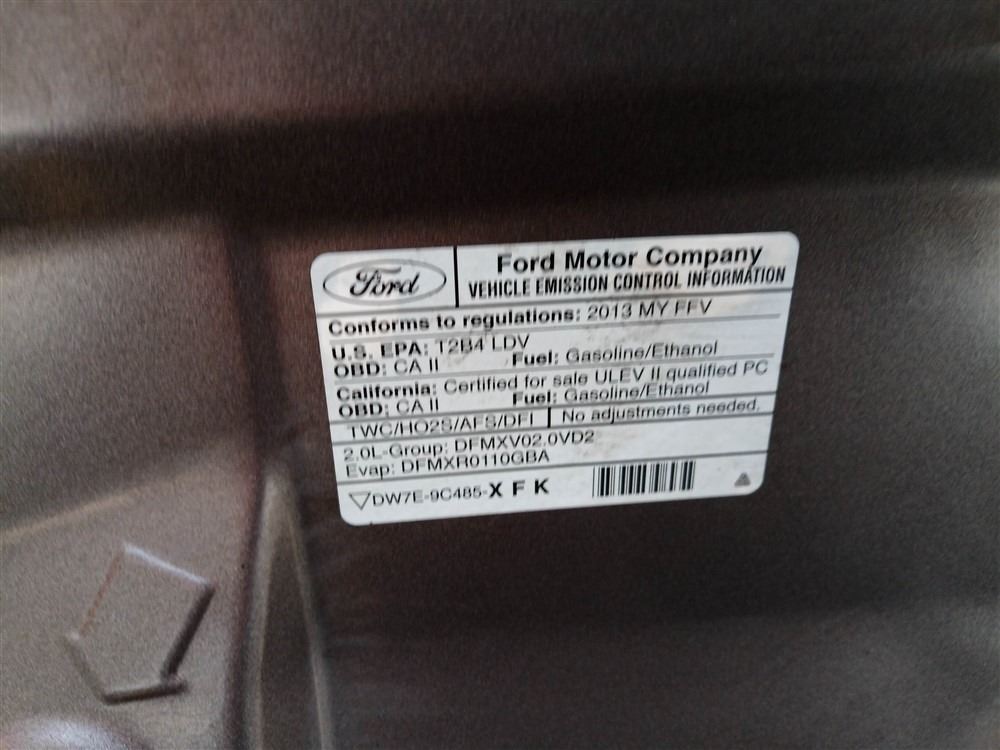 Ford
Ford Motor Company
VEHICLE EMISSION CONTROL INFORMATION
Conforms to regulations: 2013 MY FFV
U.S. EPA: T2B4 LDV
OBD: CA II Fuel: Gasoline/Ethanol
California: Certified for sale ULEV II qualified PC
OBD: CA II Fuel: Gasoline/Ethanol
TWC/HO2S/AFS/DFI No adjustments needed.
2.0L-Group: DFMXV02.0VD2
Evap: DFMXR0110GBA
DW7E-9C485-X F K